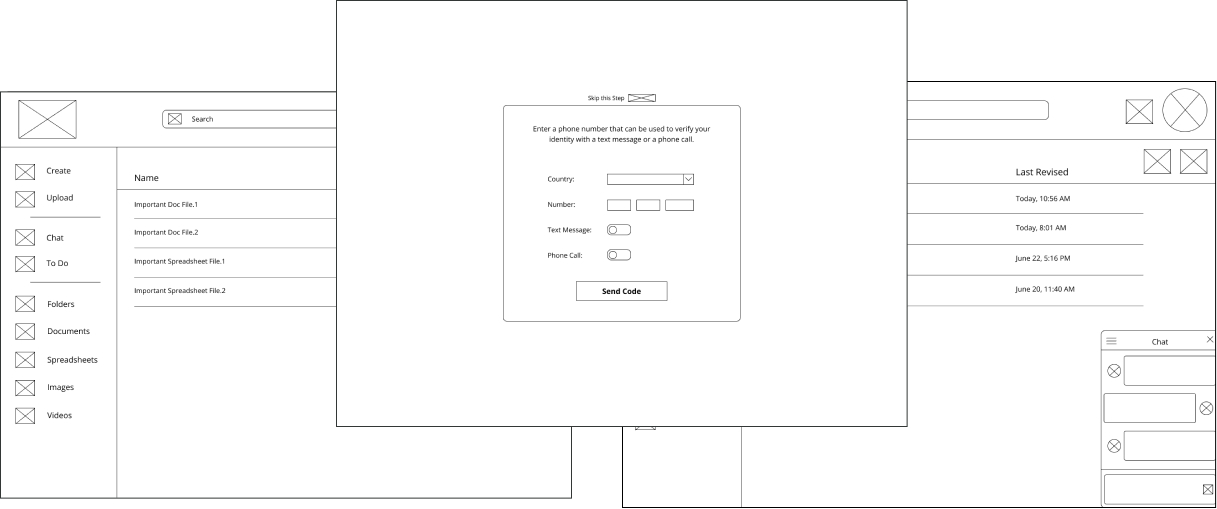 Search
Create
Upload
Chat
To Do
Folders
Documents
Spreadsheets
Images
Videos
Name
Important Doc File.1
Important Doc File.2
Important Spreadsheet File.1
Important Spreadsheet File.2
Skip this Step
Enter a phone number that can be used to verify your
identity with a text message or a phone call.
Country:
Number:
Text Message:
Phone Call:
Send Code
Last Revised
Today, 10:56 AM
Today, 8:01 AM
June 22, 5:16 PM
June 20, 11:40 AM
Chat